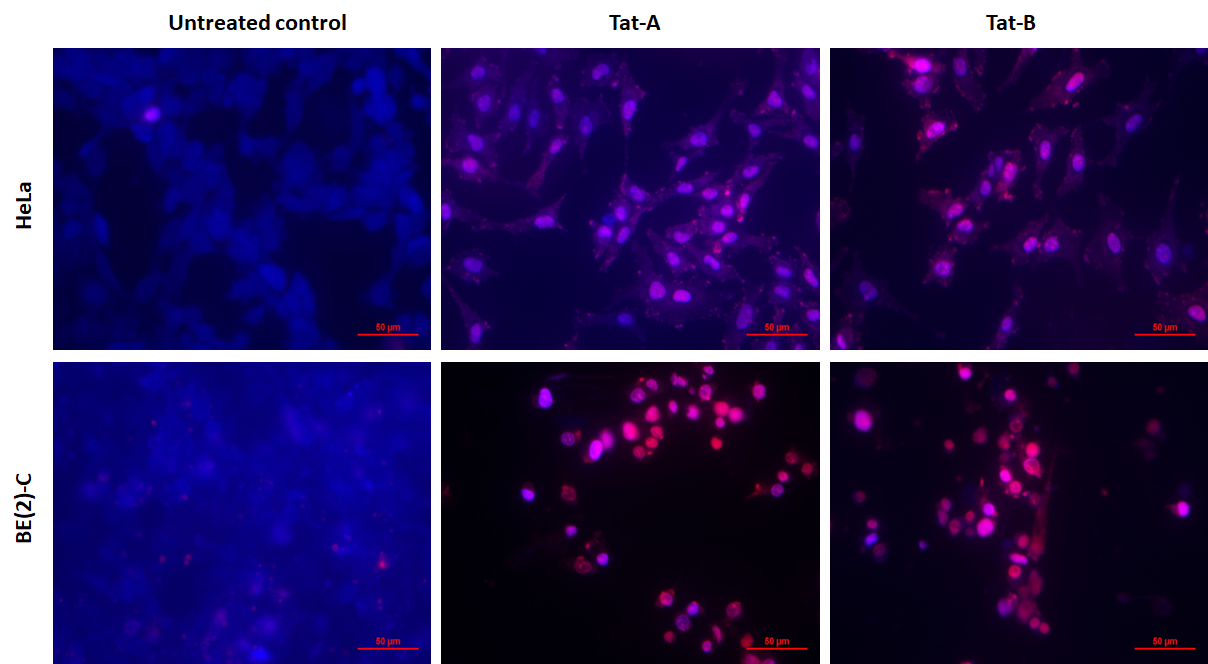 Untreated control
Tat-A
Tat-B
HeLa
50 µm
50 µm
50 µm
BE(2)-C
50 µm
50 µm
50 µm